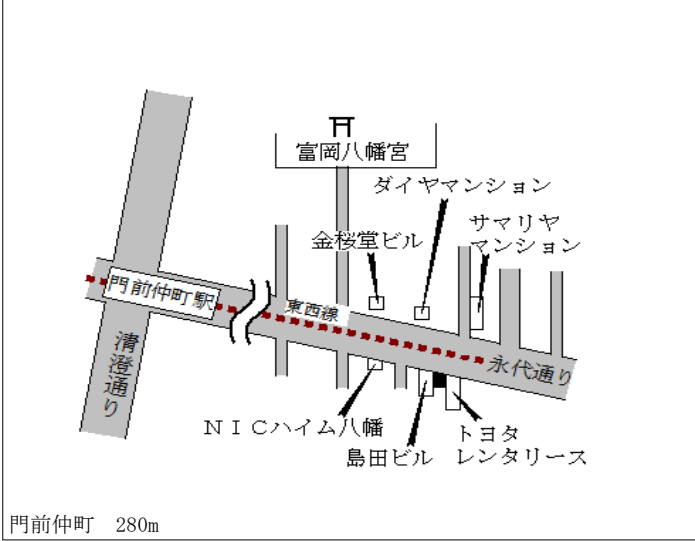 富岡八幡宮
ダイヤマンション
サマリヤ
マンション
金桜堂ビル
門前仲町駅
東西線
永代通り
清澄通り
ＮＩＣハイム八幡
島田ビル
トヨタ
レンタリース
門前仲町　280m